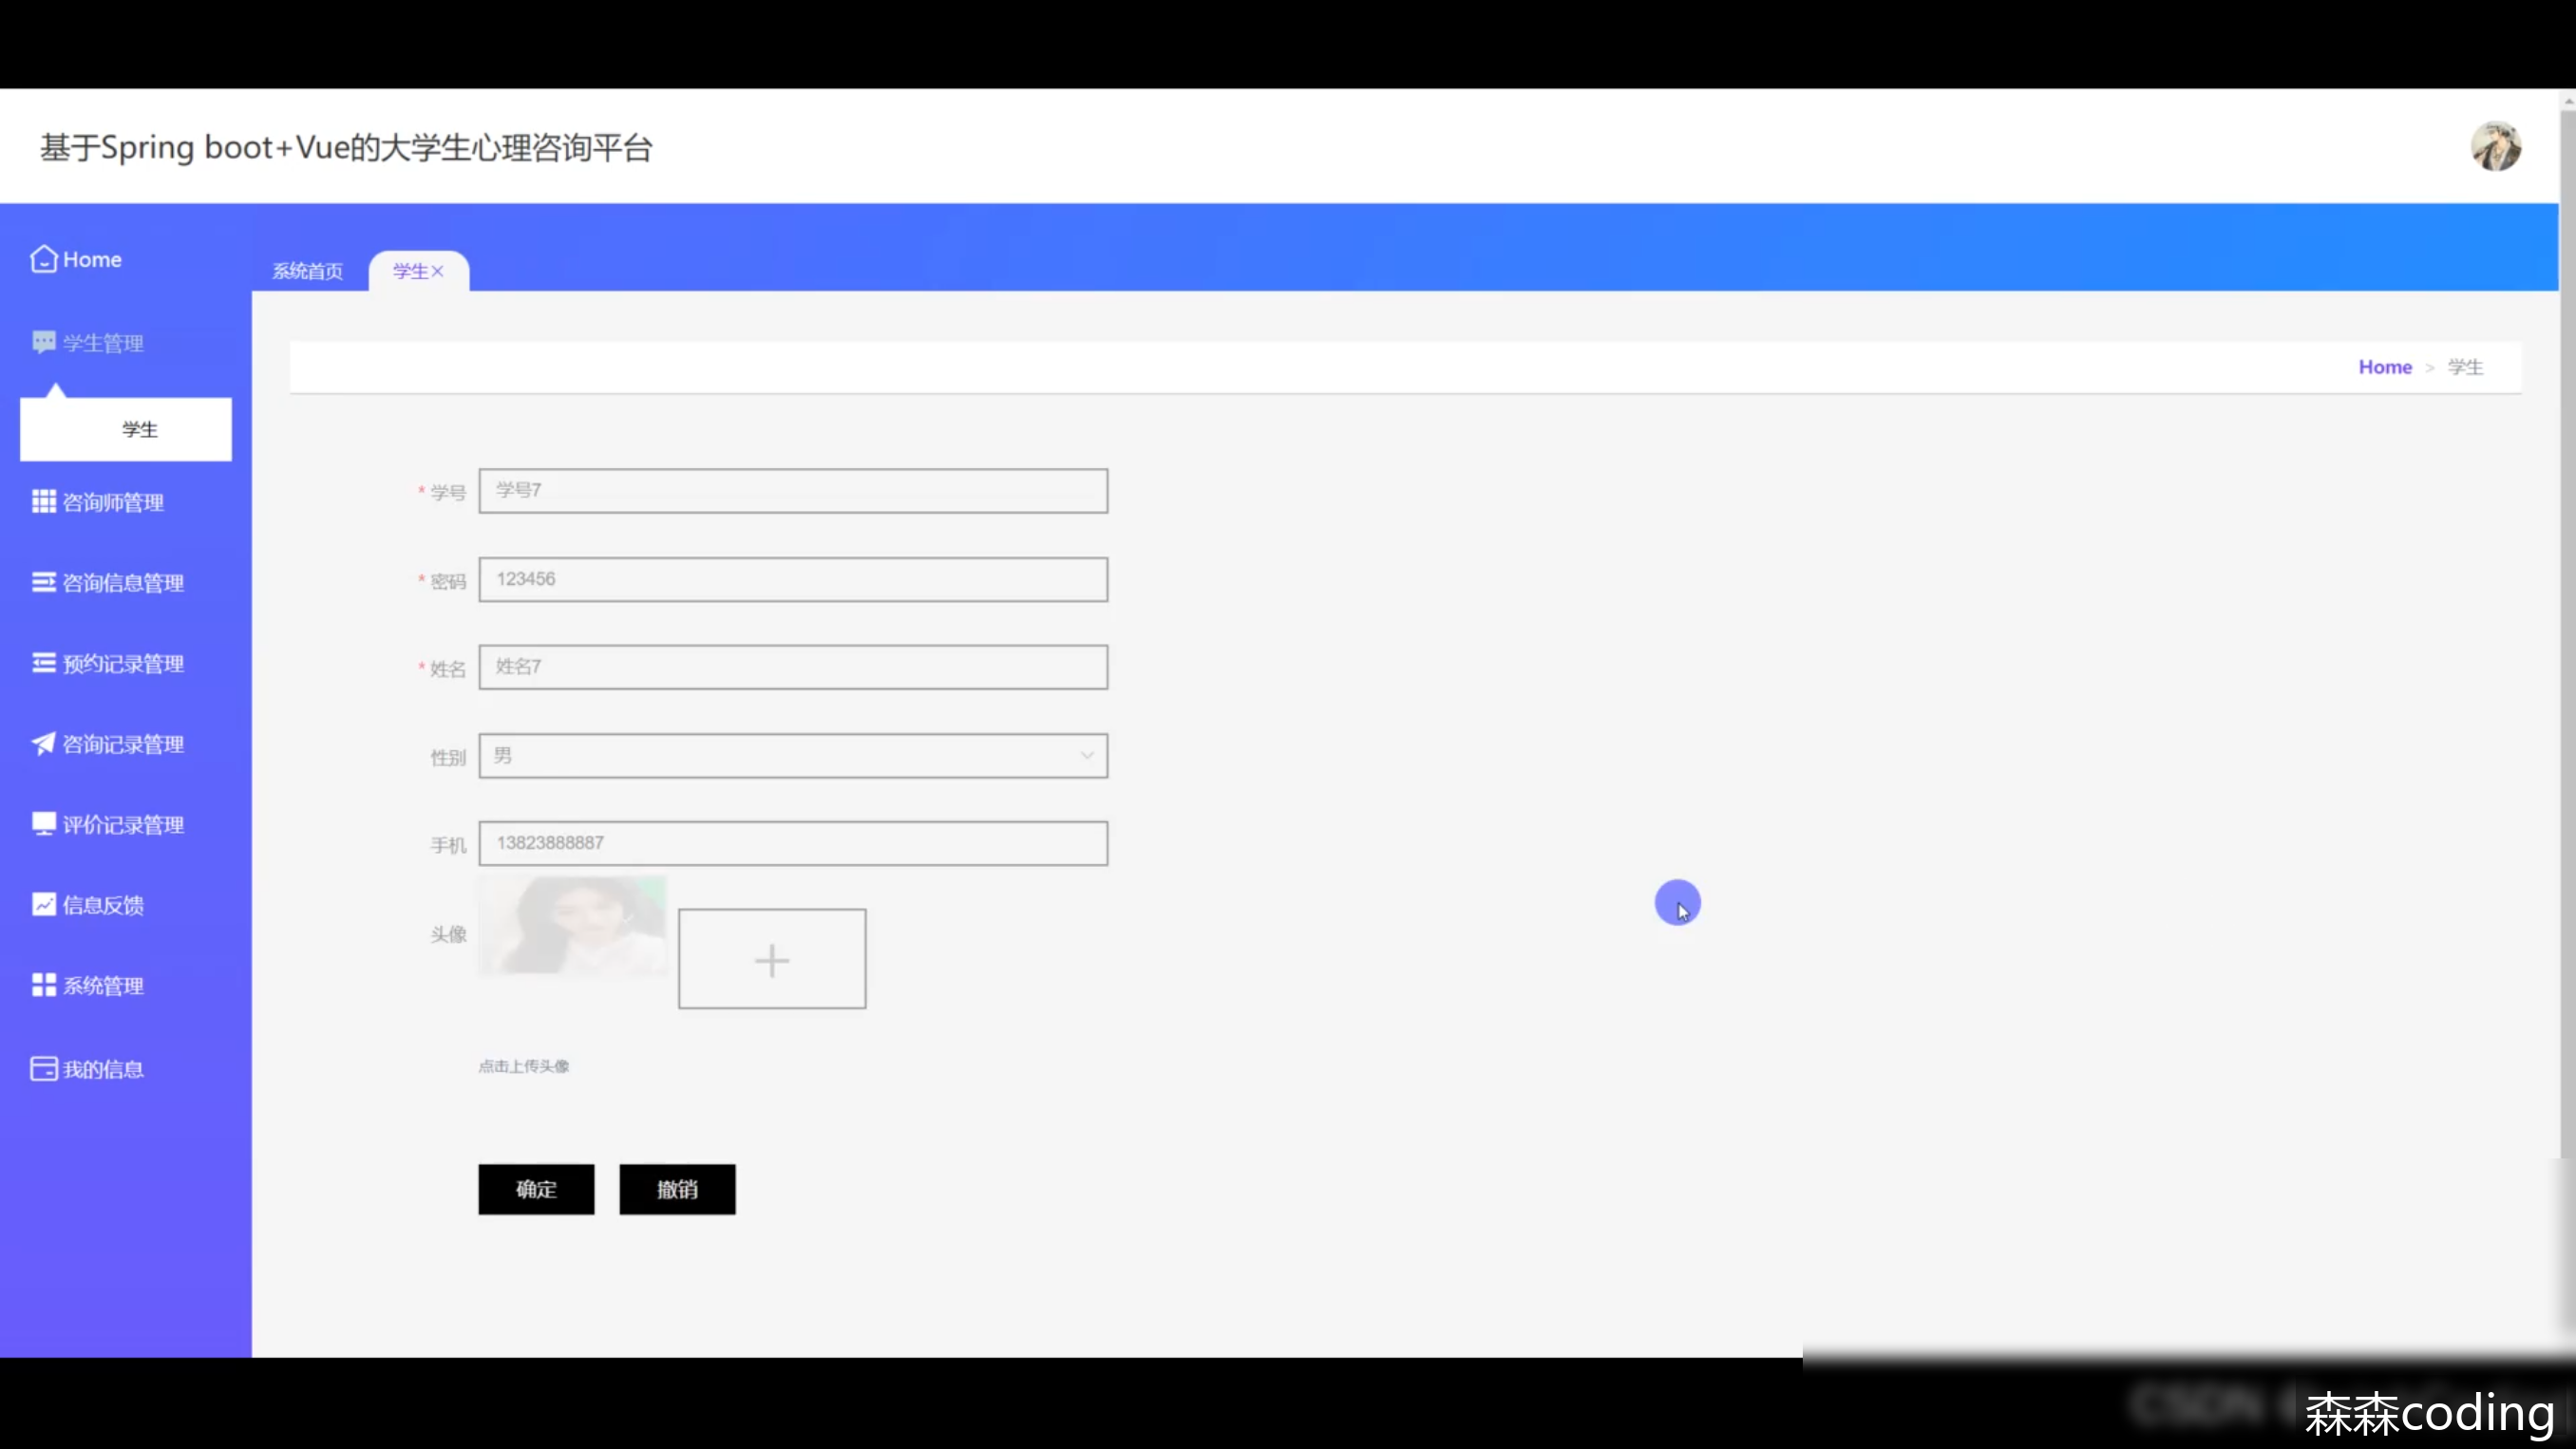 基于Spring boot+Vue的大学生心理咨询平台
Home
系统首页
学生×
学生管理
Home > 学生
学生
* 学号 学号7
咨询师管理
* 密码 123456
咨询信息管理
* 姓名 姓名7
预约记录管理
性别 男
咨询记录管理
手机 13823888887
评价记录管理
头像
信息反馈
系统管理
点击上传头像
我的信息
确定
撤销
森森coding